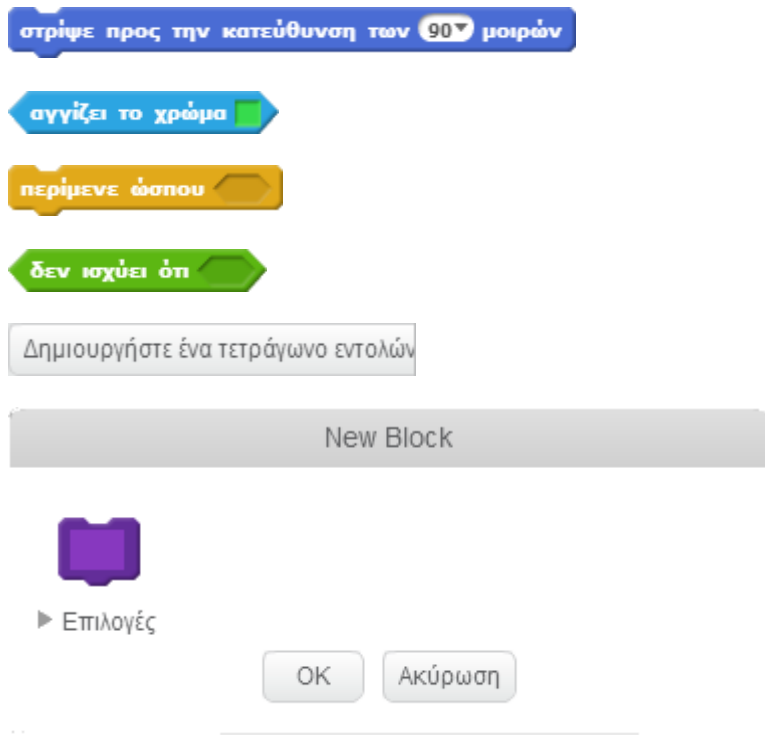 στρίψε προς την κατεύθυνση των 90 μοιρών
αγγίζει το χρώμα
περίμενε ώσπου
δεν ισχύει ότι
Δημιουργήστε ένα τετράγωνο εντολών
New Block
Επιλογές
OK Ακύρωση